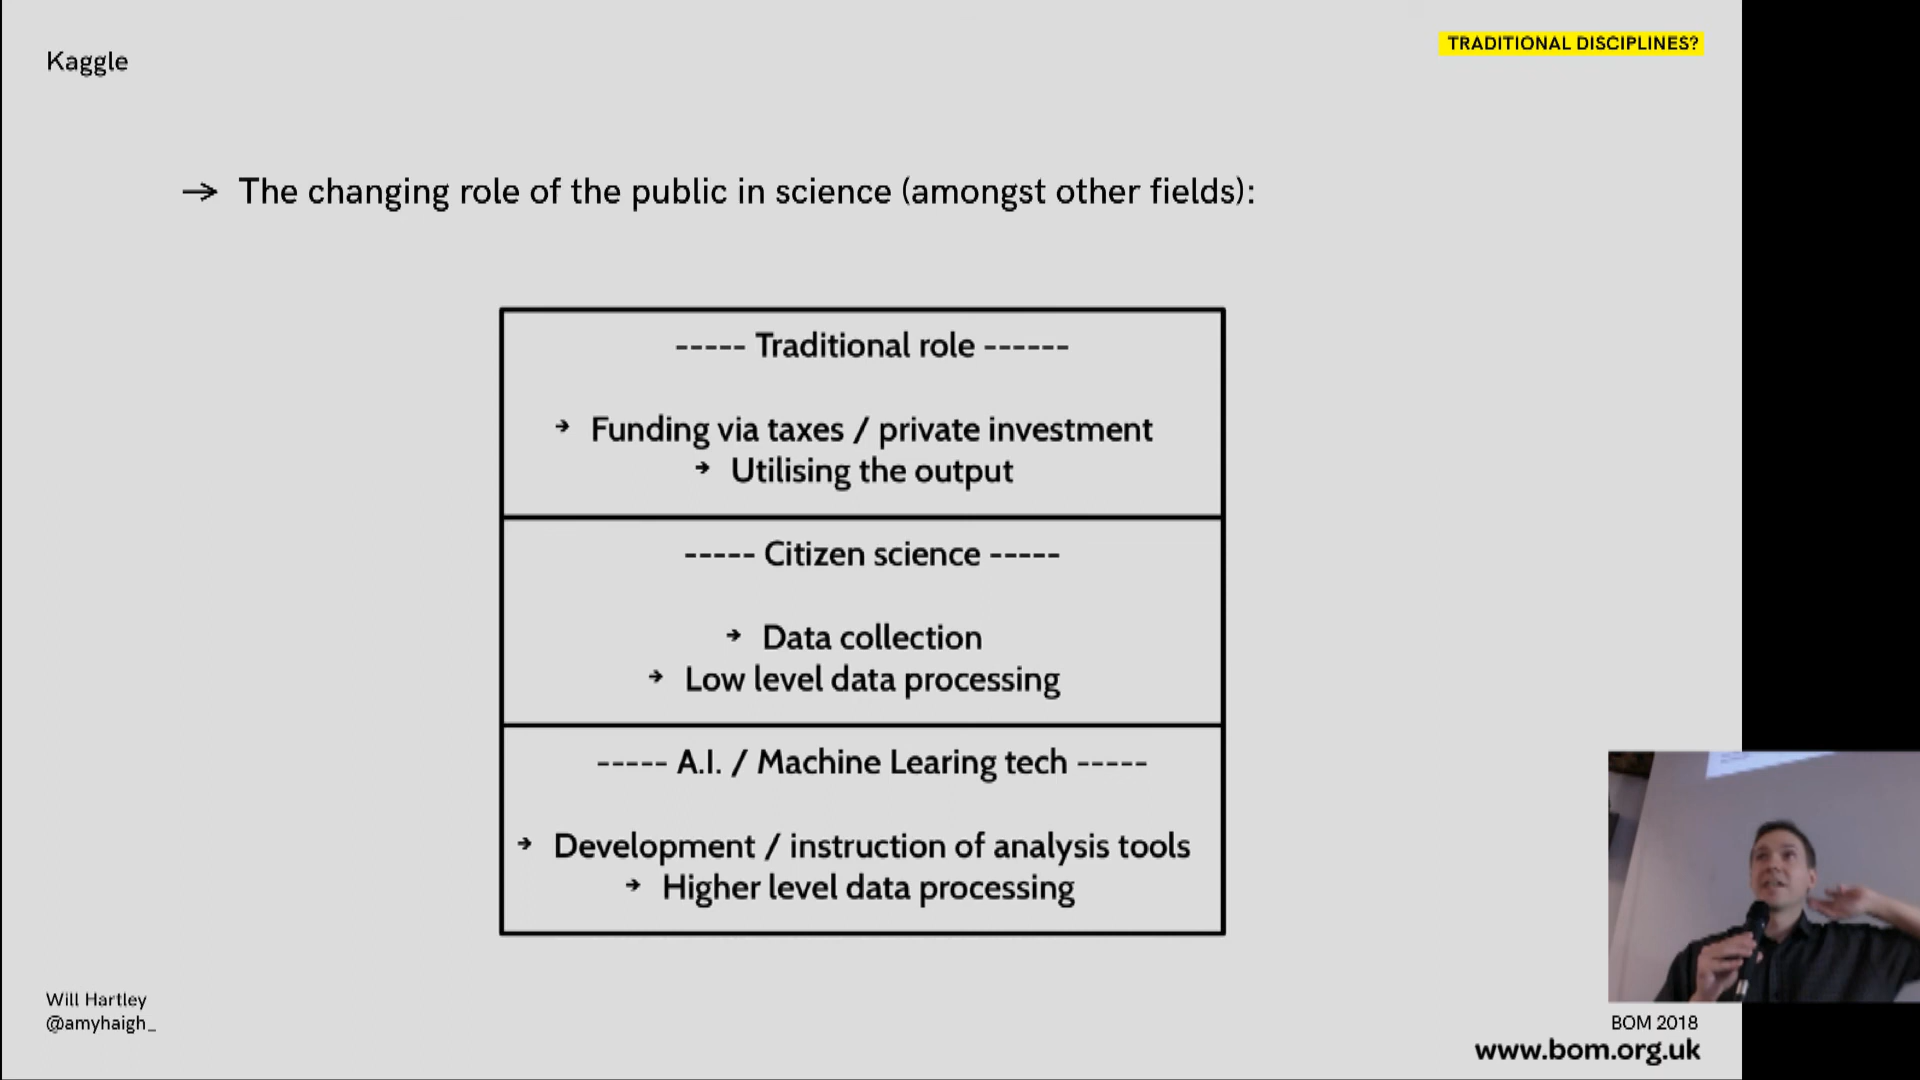 Kaggle
TRADITIONAL DISCIPLINES?
→ The changing role of the public in science (amongst other fields):
----- Traditional role ------
➔ Funding via taxes / private investment
➔ Utilising the output
----- Citizen science -----
➔ Data collection
➔ Low level data processing
----- A.I. / Machine Learing tech -----
➔ Development / instruction of analysis tools
➔ Higher level data processing
Will Hartley
@amyhaigh_
BOM 2018
www.bom.org.uk